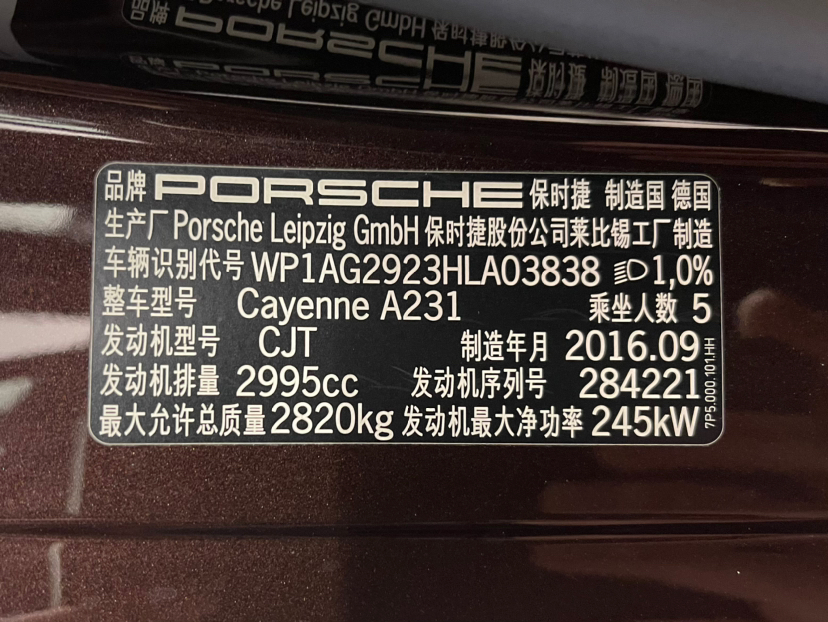 品牌 PORSCHE 保时捷 制造国 德国
生产厂 Porsche Leipzig GmbH 保时捷股份公司莱比锡工厂制造
车辆识别代号 WP1AG2923HLA03838 1,0%
整车型号 Cayenne A231 乘坐人数 5
发动机型号 CJT 制造年月 2016.09
发动机排量 2995cc 发动机序列号 284221
最大允许总质量 2820kg 发动机最大净功率 245kW
7P5.000.101.HH